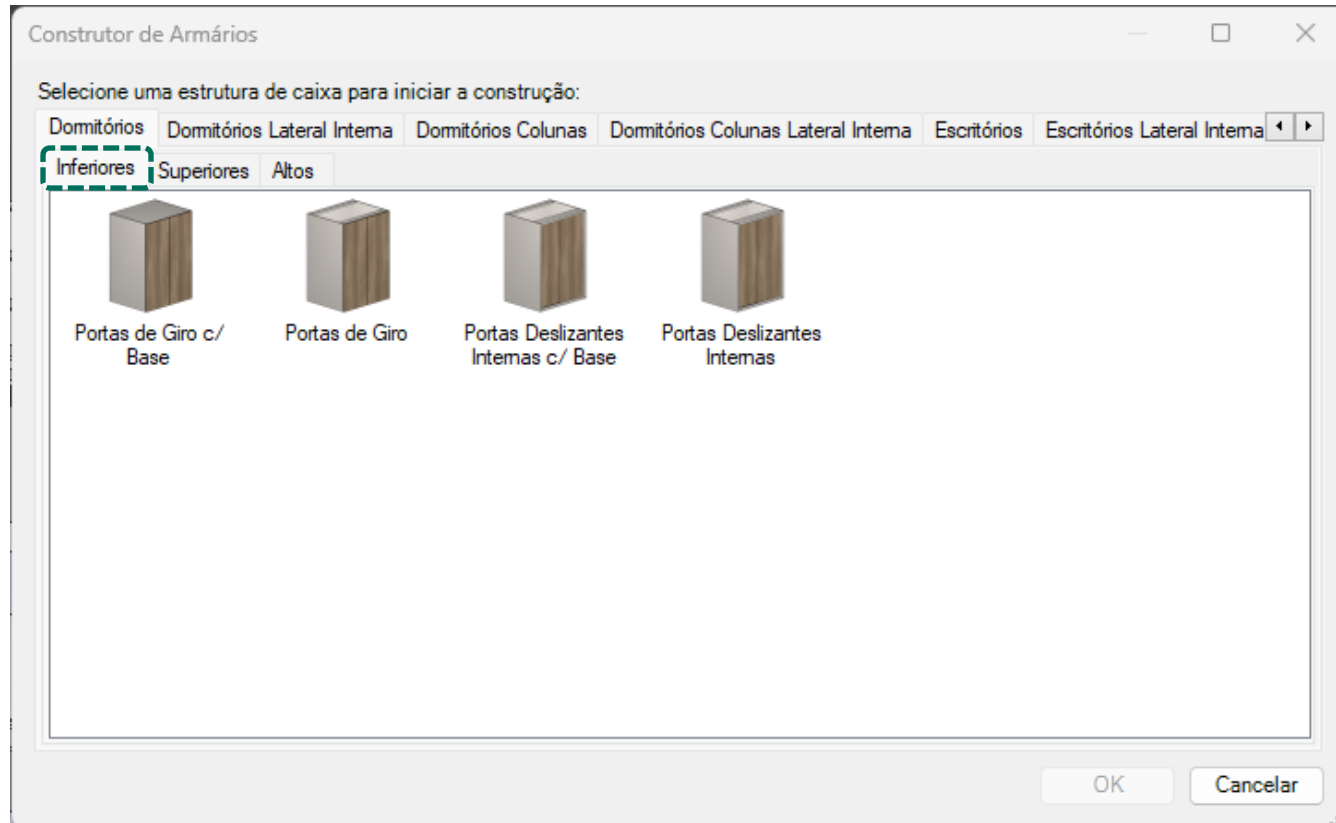 Construtor de Armários
Selecione uma estrutura de caixa para iniciar a construção:
Dormitórios Dormitórios Lateral Interna Dormitórios Colunas Dormitórios Colunas Lateral Interna Escritórios Escritórios Lateral Interna
Inferiores Superiores Altos
Portas de Giro c/ Portas de Giro Portas Deslizantes Portas Deslizantes
Base Internas c/ Base Internas
OK Cancelar